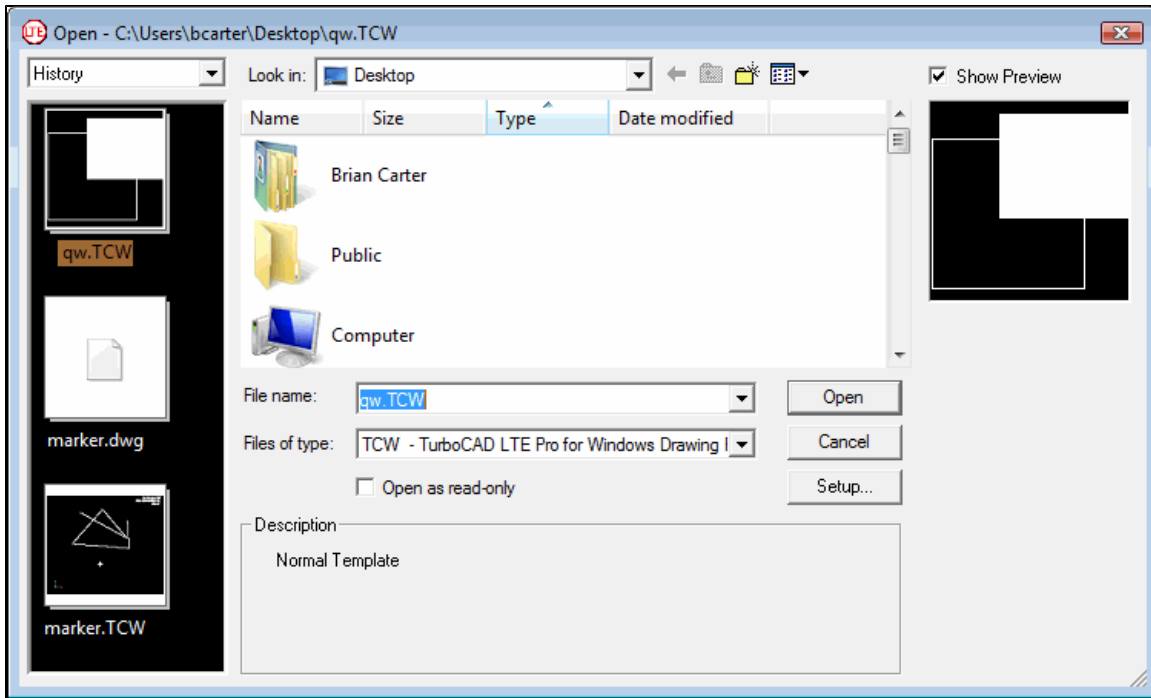 LTE Open - C:\Users\bcarter\Desktop\qw.TCW
History
Look in: Desktop
Show Preview
Name Size Type Date modified
Brian Carter
Public
Computer
qw.TCW
marker.dwg
marker.TCW
File name: qw.TCW
Open
Files of type: TCW - TurboCAD LTE Pro for Windows Drawing
Cancel
Open as read-only
Setup...
Description
Normal Template